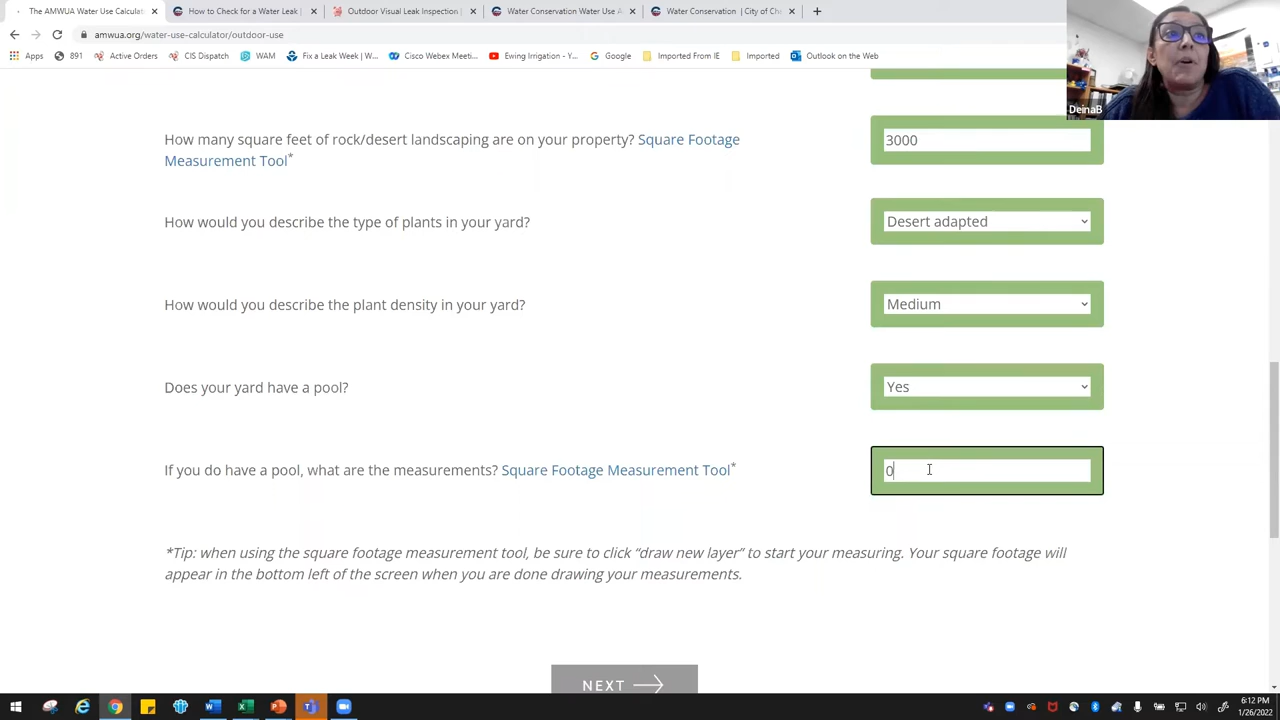 The AMWUA Water Use Calculat
How to Check for a Water Leak |
Outdoor Visual Leak Inspection |
Water Conservation Water Use A
Water Conservation | City of Ch
amwua.org/water-use-calculator/outdoor-use
Apps
891
Active Orders
CIS Dispatch
WAM
Fix a Leak Week | W...
Cisco Webex Meeti...
Ewing Irrigation - Y...
Google
Imported From IE
Imported
Outlook on the Web
DeinaB
How many square feet of rock/desert landscaping are on your property? Square Footage
Measurement Tool*
3000
How would you describe the type of plants in your yard?
Desert adapted
How would you describe the plant density in your yard?
Medium
Does your yard have a pool?
Yes
If you do have a pool, what are the measurements? Square Footage Measurement Tool*
0
*Tip: when using the square footage measurement tool, be sure to click “draw new layer” to start your measuring. Your square footage will
appear in the bottom left of the screen when you are done drawing your measurements.
NEXT
6:12 PM
1/26/2022